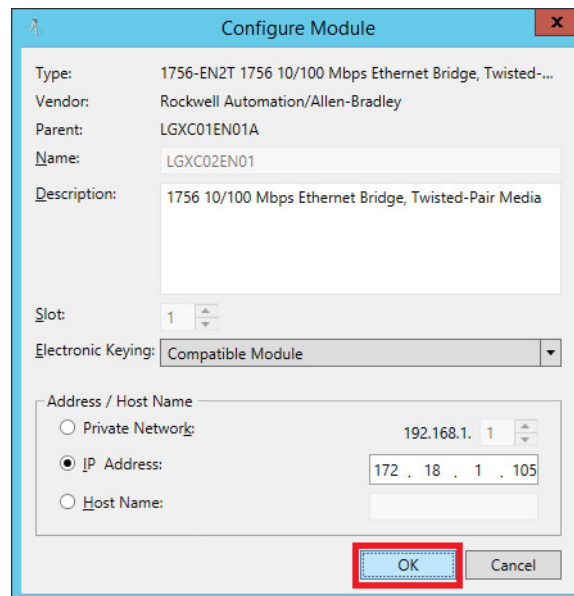 Configure Module
x
Type: 1756-EN2T 1756 10/100 Mbps Ethernet Bridge, Twisted-...
Vendor: Rockwell Automation/Allen-Bradley
Parent: LGXC01EN01A
Name: LGXC02EN01
Description: 1756 10/100 Mbps Ethernet Bridge, Twisted-Pair Media
Slot: 1
Electronic Keying: Compatible Module
Address / Host Name
Private Network: 192.168.1. 1
IP Address: 172 . 18 . 1 . 105
Host Name:
OK Cancel